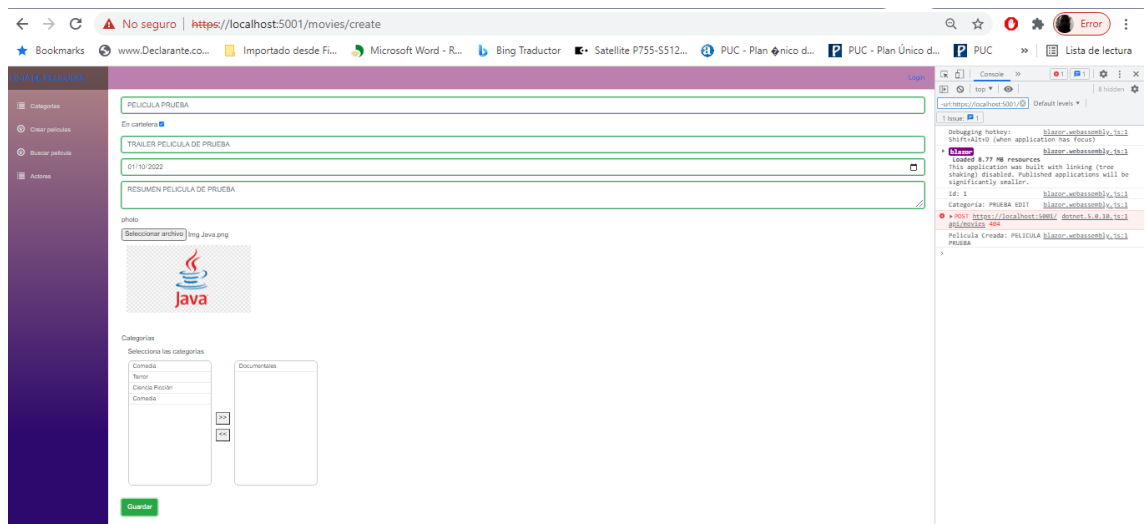 No seguro | https://localhost:5001/movies/create
Error
Bookmarks
www.Declarante.co...
Importado desde Fi...
Microsoft Word - R...
Bing Traductor
Satellite P755-S512...
PUC - Plan �nico d...
PUC - Plan Único d...
PUC
»
Lista de lectura
Login
Categorias
Crear peliculas
Buscar pelicula
Actores
PELICULA PRUEBA
En cartelera
TRAILER PELICULA DE PRUEBA
01/10/2022
RESUMEN PELICULA DE PRUEBA
photo
Seleccionar archivo Img Java.png
Java
Categorías
Selecciona las categorías
Comedia
Terror
Ciencia Ficción
Comedia
>>
<<
Documentales
Guardar
Console » 1 1
top ▼ 8 hidden
-url:https://localhost:5001/ Default levels ▼
1 Issue: 1
Debugging hotkey: blazor.webassembly.js:1
Shift+Alt+D (when application has focus)
blazor blazor.webassembly.js:1
Loaded 8.77 MB resources
This application was built with linking (tree
shaking) disabled. Published applications will be
significantly smaller.
Id: 1 blazor.webassembly.js:1
Categoria: PRUEBA EDIT blazor.webassembly.js:1
POST https://localhost:5001/ dotnet.5.0.10.js:1
api/movies 404
Pelicula Creada: PELICULA blazor.webassembly.js:1
PRUEBA